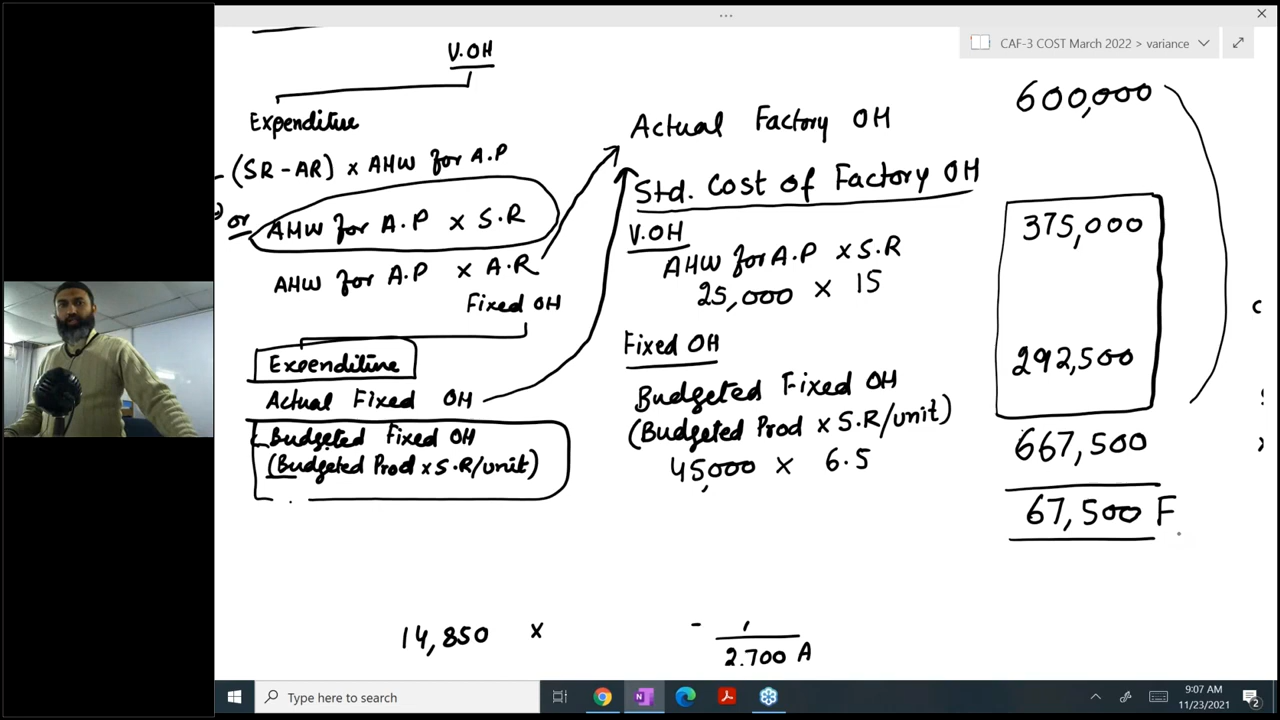 CAF-3 COST March 2022 > variance
V.OH
Expenditure
(SR-AR) x AHW for A.P
or AHW for A.P x S.R
AHW for A.P x A.R
Fixed OH
Expenditure
Actual Fixed OH
Budgeted Fixed OH
(Budgeted Prod x S.R/unit)
Actual Factory OH 600,000
Std. Cost of Factory OH
V.OH 375,000
AHW for A.P x S.R
25,000 x 15
Fixed OH 292,500
Budgeted Fixed OH
(Budgeted Prod x S.R/unit)
45,000 x 6.5
667,500
67,500 F
14,850 x
2,700 A
Type here to search
9:07 AM
11/23/2021
2